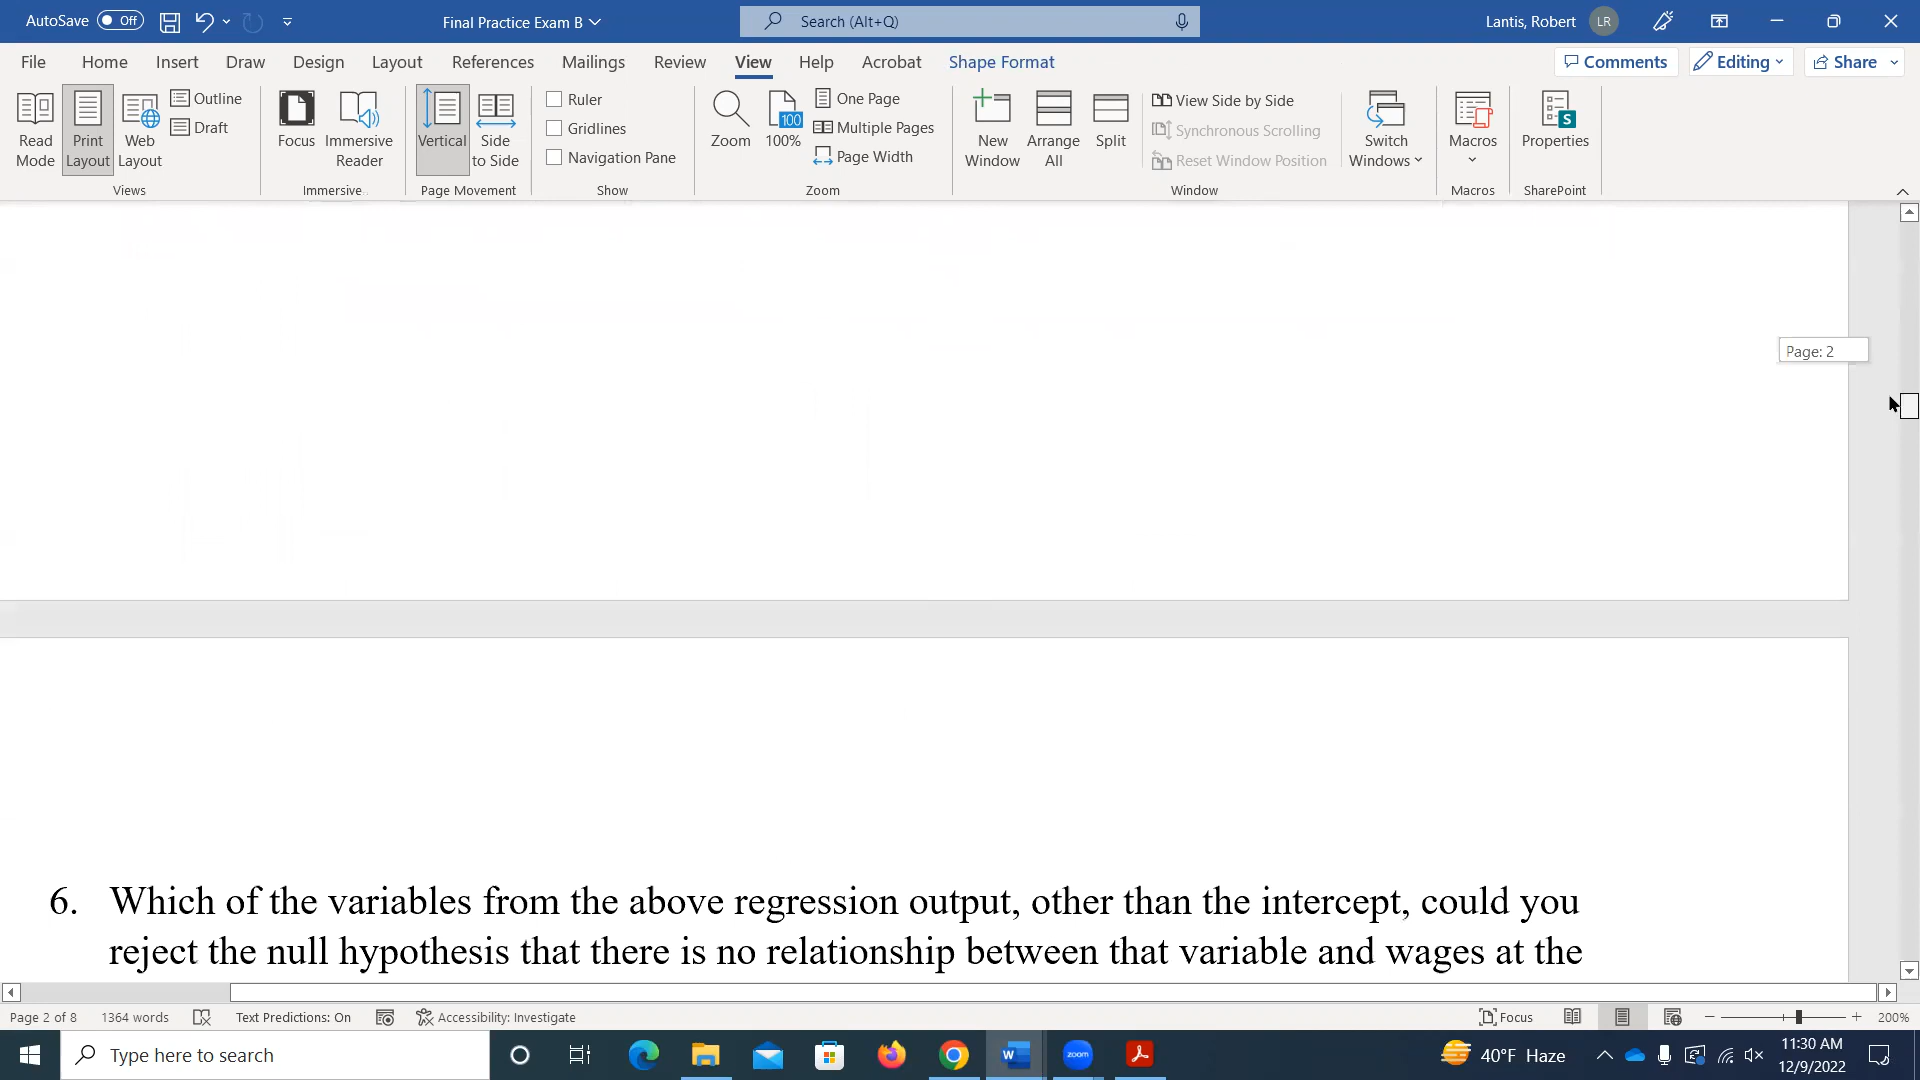 AutoSave Off
Final Practice Exam B
Search (Alt+Q)
Lantis, Robert LR
File Home Insert Draw Design Layout References Mailings Review View Help Acrobat Shape Format
Comments Editing Share
Read Mode
Print Layout
Web Layout
Outline
Draft
Views
Focus
Immersive Reader
Immersive
Vertical
Side to Side
Page Movement
Ruler
Gridlines
Navigation Pane
Show
Zoom
100
100%
One Page
Multiple Pages
Page Width
Zoom
New Window
Arrange All
Split
View Side by Side
Synchronous Scrolling
Reset Window Position
Switch Windows
Window
Macros
Macros
S
Properties
SharePoint
Page: 2
6. Which of the variables from the above regression output, other than the intercept, could you
reject the null hypothesis that there is no relationship between that variable and wages at the
Page 2 of 8 1364 words Text Predictions: On Accessibility: Investigate Focus 200%
Type here to search
W
zoom
40°F Haze
11:30 AM
12/9/2022